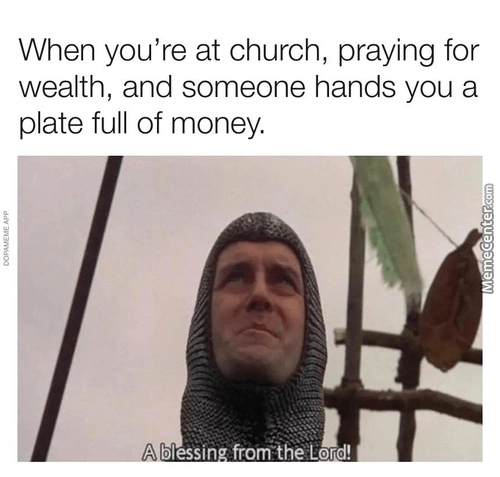 When you’re at church, praying for
wealth, and someone hands you a
plate full of money.
DOPAMEME APP
MemeCenter.com
A blessing from the Lord!